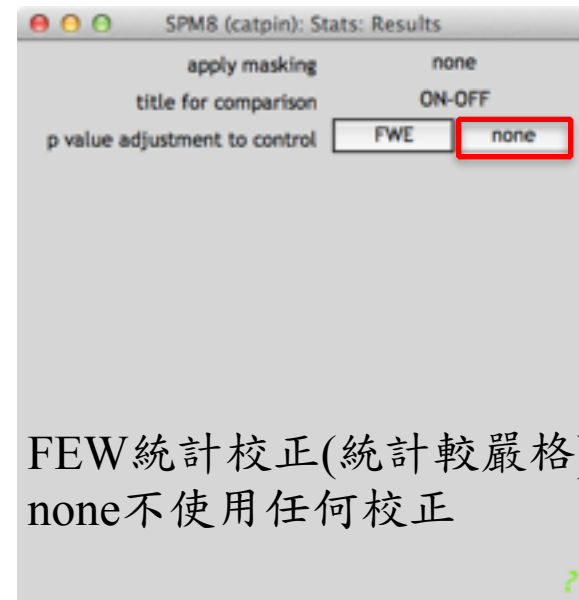 SPM8 (catpin): Stats: Results
apply masking none
title for comparison ON-OFF
p value adjustment to control FWE none
FEW統計校正(統計較嚴格)
none不使用任何校正
?